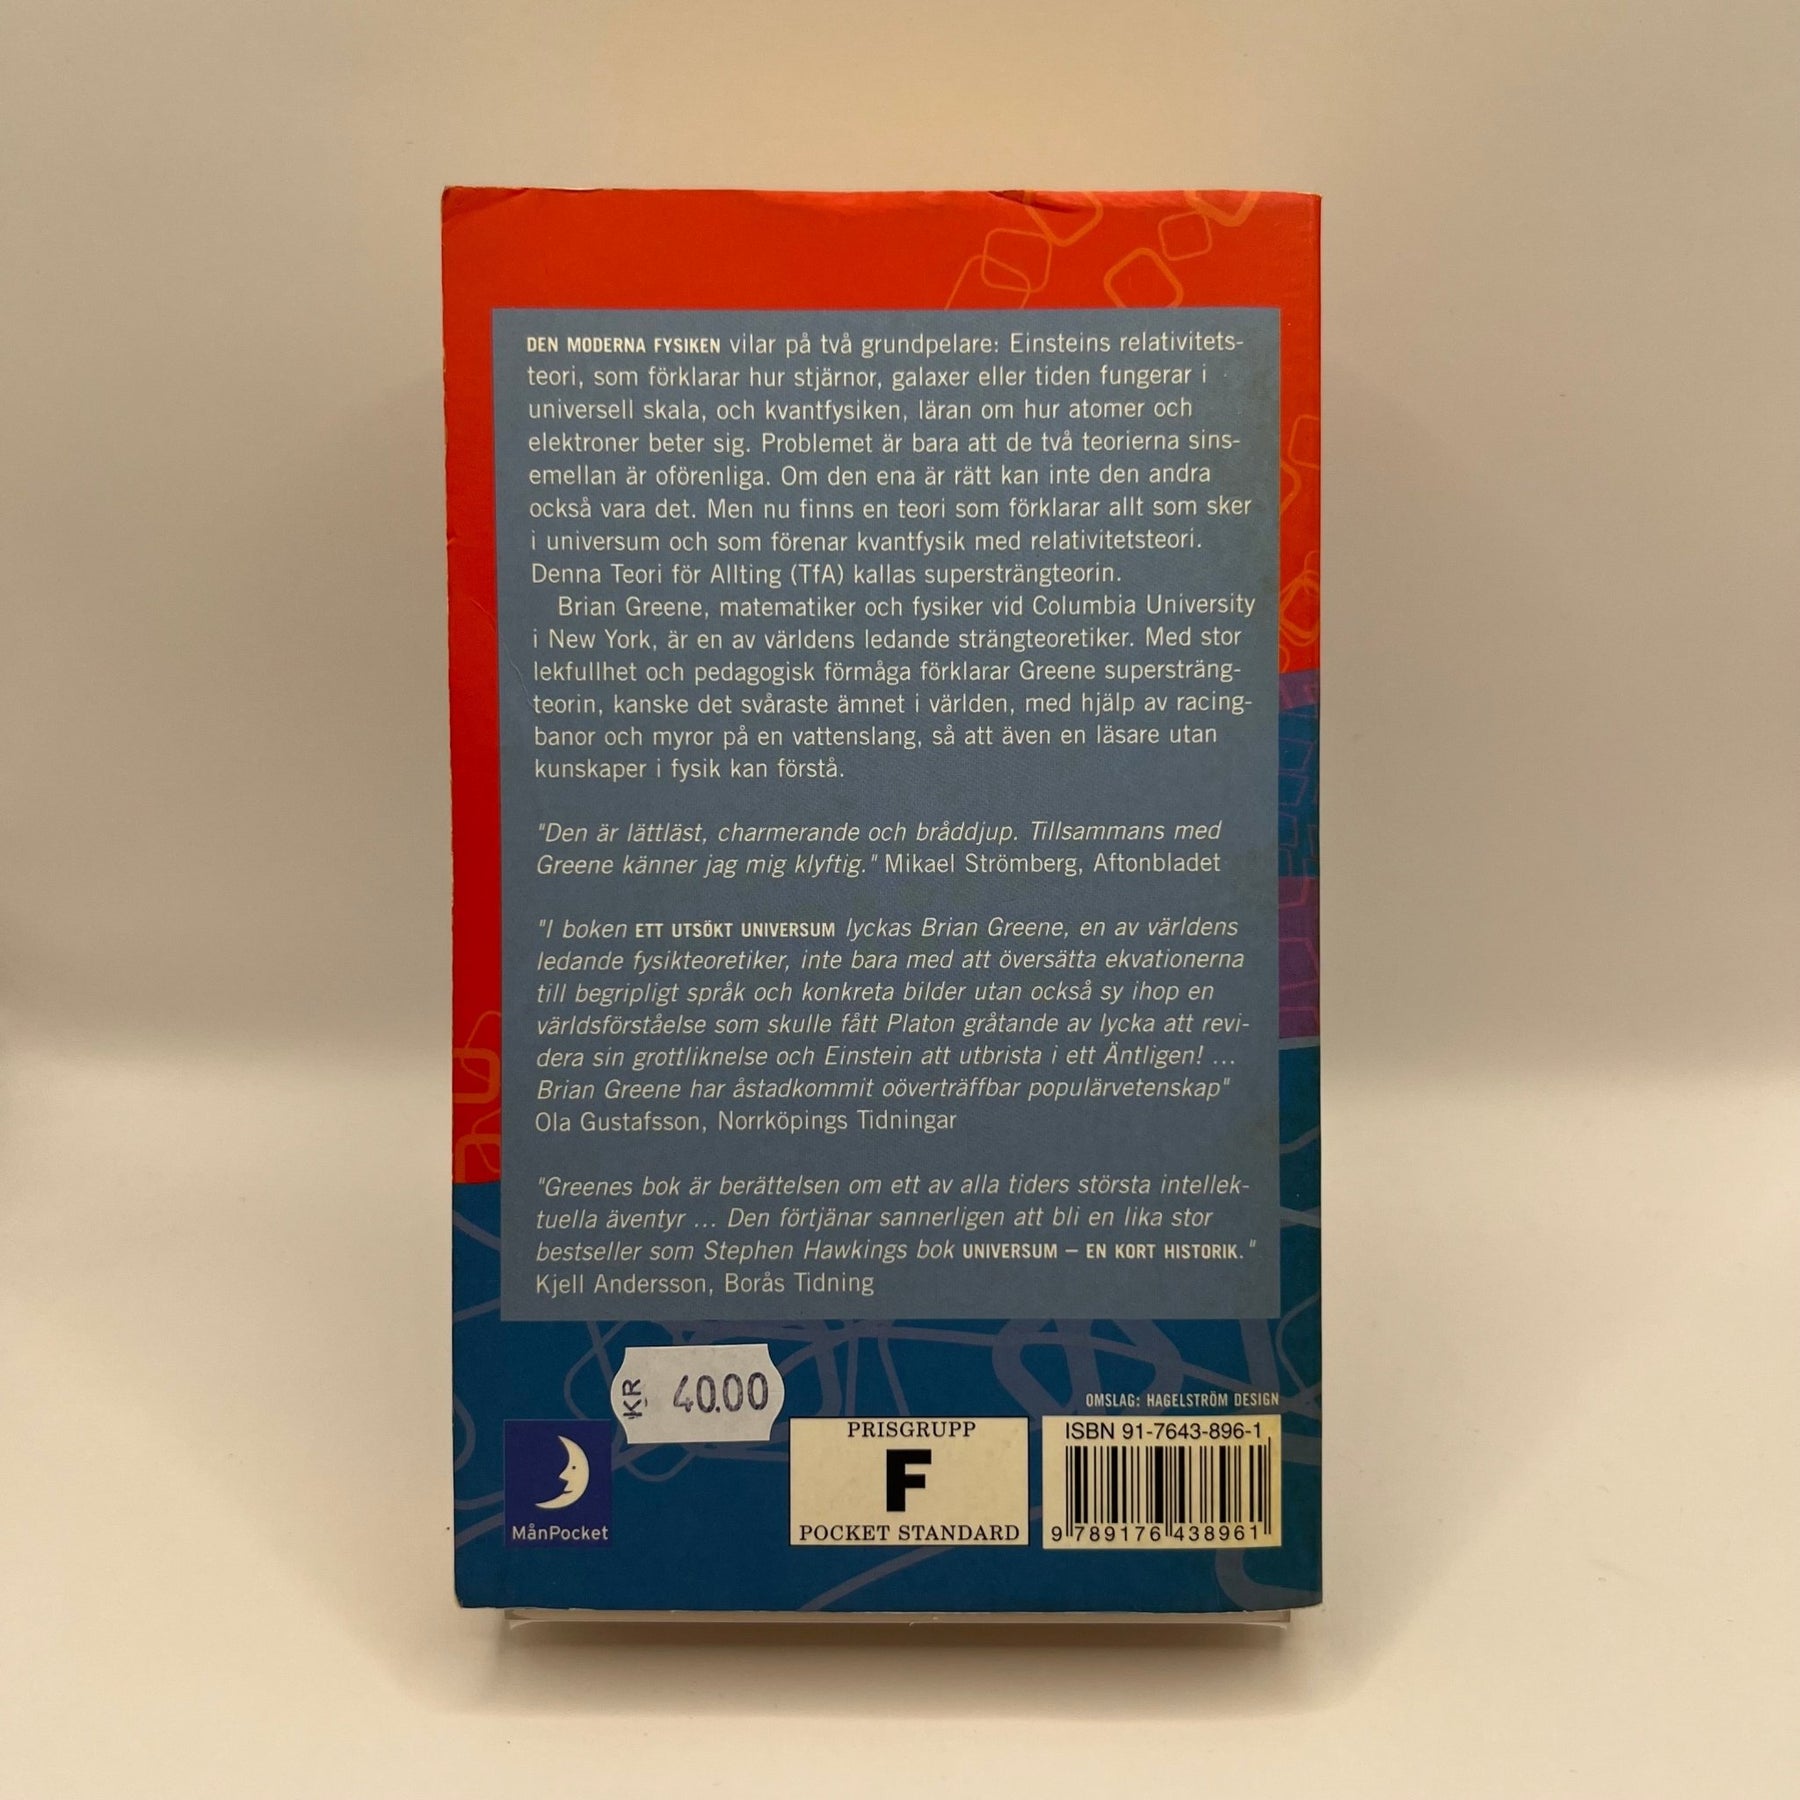 DEN MODERNA FYSIKEN vilar på två grundpelare: Einsteins relativitets-
teori, som förklarar hur stjärnor, galaxer eller tiden fungerar i
universell skala, och kvantfysiken, läran om hur atomer och
elektroner beter sig. Problemet är bara att de två teorierna sins-
emellan är oförenliga. Om den ena är rätt kan inte den andra
också vara det. Men nu finns en teori som förklarar allt som sker
i universum och som förenar kvantfysik med relativitetsteori.
Denna Teori för Allting (TfA) kallas supersträngteorin.
Brian Greene, matematiker och fysiker vid Columbia University
i New York, är en av världens ledande strängteoretiker. Med stor
lekfullhet och pedagogisk förmåga förklarar Greene supersträng-
teorin, kanske det svåraste ämnet i världen, med hjälp av racing-
banor och myror på en vattenslang, så att även en läsare utan
kunskaper i fysik kan förstå.
"Den är lättläst, charmerande och bråddjup. Tillsammans med
Greene känner jag mig klyftig." Mikael Strömberg, Aftonbladet
"I boken ETT UTSÖKT UNIVERSUM lyckas Brian Greene, en av världens
ledande fysikteoretiker, inte bara med att översätta ekvationerna
till begripligt språk och konkreta bilder utan också sy ihop en
världsförståelse som skulle fått Platon gråtande av lycka att revi-
dera sin grottliknelse och Einstein att utbrista i ett Äntligen! ...
Brian Greene har åstadkommit oöverträffbar populärvetenskap"
Ola Gustafsson, Norrköpings Tidningar
"Greenes bok är berättelsen om ett av alla tiders största intellek-
tuella äventyr ... Den förtjänar sannerligen att bli en lika stor
bestseller som Stephen Hawkings bok UNIVERSUM – EN KORT HISTORIK."
Kjell Andersson, Borås Tidning
KR 40.00
OMSLAG: HAGELSTRÖM DESIGN
MånPocket
PRISGRUPP
F
POCKET STANDARD
ISBN 91-7643-896-1
9 789176 438961